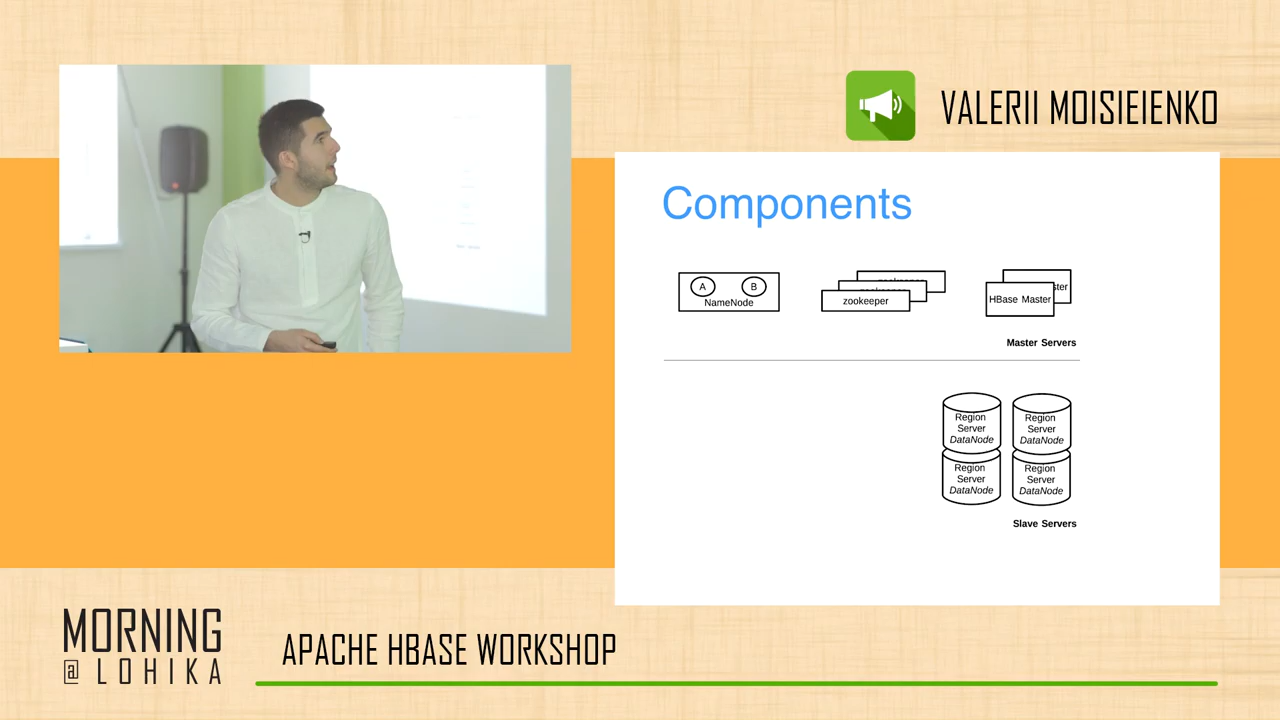 VALERII MOISIEIENKO
Components
A
B
NameNode
zookeeper
HBase Master
Master Servers
Region
Server
DataNode
Region
Server
DataNode
Region
Server
DataNode
Region
Server
DataNode
Slave Servers
MORNING
@ LOHIKA
APACHE HBASE WORKSHOP